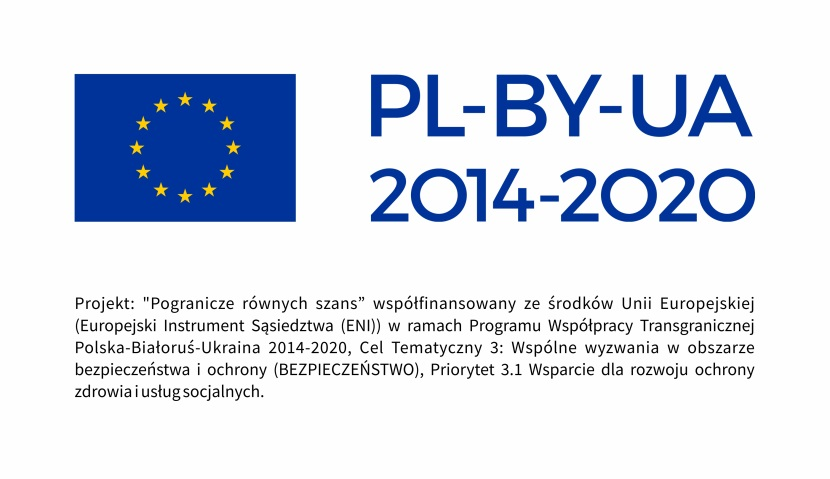 PL-BY-UA
2014-2020
Projekt: "Pogranicze równych szans” współfinansowany ze środków Unii Europejskiej
(Europejski Instrument Sąsiedztwa (ENI)) w ramach Programu Współpracy Transgranicznej
Polska-Białoruś-Ukraina 2014-2020, Cel Tematyczny 3: Wspólne wyzwania w obszarze
bezpieczeństwa i ochrony (BEZPIECZEŃSTWO), Priorytet 3.1 Wsparcie dla rozwoju ochrony
zdrowia i usług socjalnych.